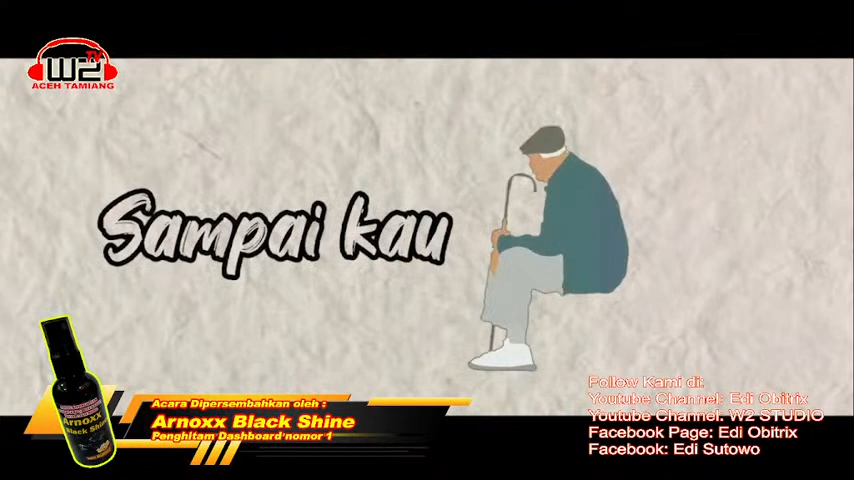 W2 TV
ACEH TAMIANG
Sampai kau
Arnoxx
Black Shine
Acara Dipersembahkan oleh :
Arnoxx Black Shine
Penghitam Dashboard nomor 1
Follow Kami di:
Youtube Channel: Edi Obitrix
Youtube Channel: W2 STUDIO
Facebook Page: Edi Obitrix
Facebook: Edi Sutowo